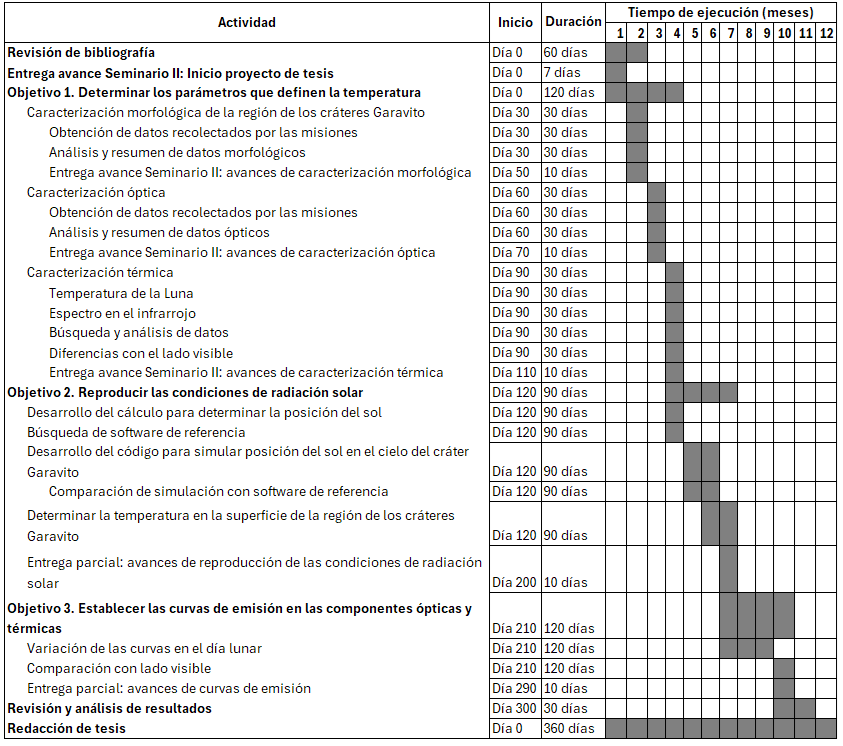 Actividad Inicio Duración Tiempo de ejecución (meses)
1 2 3 4 5 6 7 8 9 10 11 12
Revisión de bibliografía Día 0 60 días
Entrega avance Seminario II: Inicio proyecto de tesis Día 0 7 días
Objetivo 1. Determinar los parámetros que definen la temperatura Día 0 120 días
Caracterización morfológica de la región de los cráteres Garavito Día 30 30 días
Obtención de datos recolectados por las misiones Día 30 30 días
Análisis y resumen de datos morfológicos Día 30 30 días
Entrega avance Seminario II: avances de caracterización morfológica Día 50 10 días
Caracterización óptica Día 60 30 días
Obtención de datos recolectados por las misiones Día 60 30 días
Análisis y resumen de datos ópticos Día 60 30 días
Entrega avance Seminario II: avances de caracterización óptica Día 70 10 días
Caracterización térmica Día 90 30 días
Temperatura de la Luna Día 90 30 días
Espectro en el infrarrojo Día 90 30 días
Búsqueda y análisis de datos Día 90 30 días
Diferencias con el lado visible Día 90 30 días
Entrega avance Seminario II: avances de caracterización térmica Día 110 10 días
Objetivo 2. Reproducir las condiciones de radiación solar Día 120 90 días
Desarrollo del cálculo para determinar la posición del sol Día 120 90 días
Búsqueda de software de referencia Día 120 90 días
Desarrollo del código para simular posición del sol en el cielo del cráter
Garavito Día 120 90 días
Comparación de simulación con software de referencia Día 120 90 días
Determinar la temperatura en la superficie de la región de los cráteres
Garavito Día 120 90 días
Entrega parcial: avances de reproducción de las condiciones de radiación
solar Día 200 10 días
Objetivo 3. Establecer las curvas de emisión en las componentes ópticas y
térmicas Día 210 120 días
Variación de las curvas en el día lunar Día 210 120 días
Comparación con lado visible Día 210 120 días
Entrega parcial: avances de curvas de emisión Día 290 10 días
Revisión y análisis de resultados Día 300 30 días
Redacción de tesis Día 0 360 días